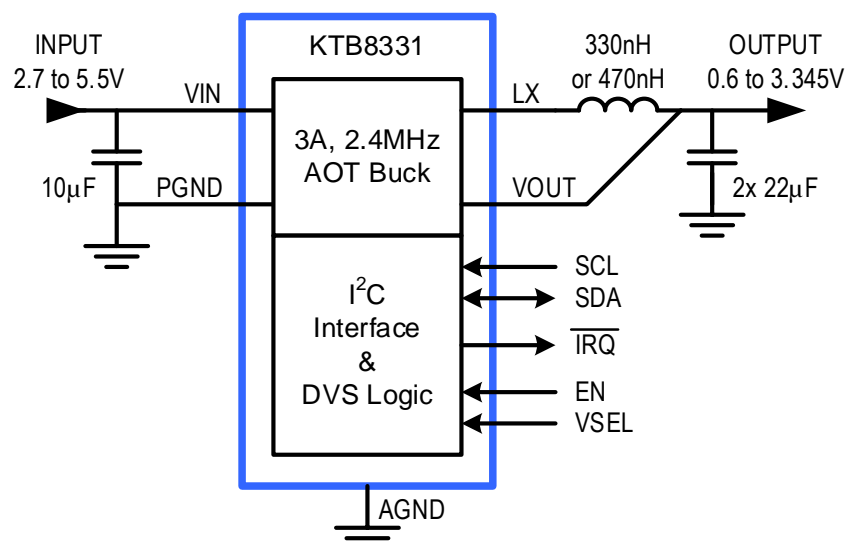 INPUT
2.7 to 5.5V
VIN
10μF
PGND
KTB8331
3A, 2.4MHz
AOT Buck
I²C
Interface
&
DVS Logic
LX
330nH
or 470nH
OUTPUT
0.6 to 3.345V
VOUT
2x 22μF
SCL
SDA
IRQ
EN
VSEL
AGND